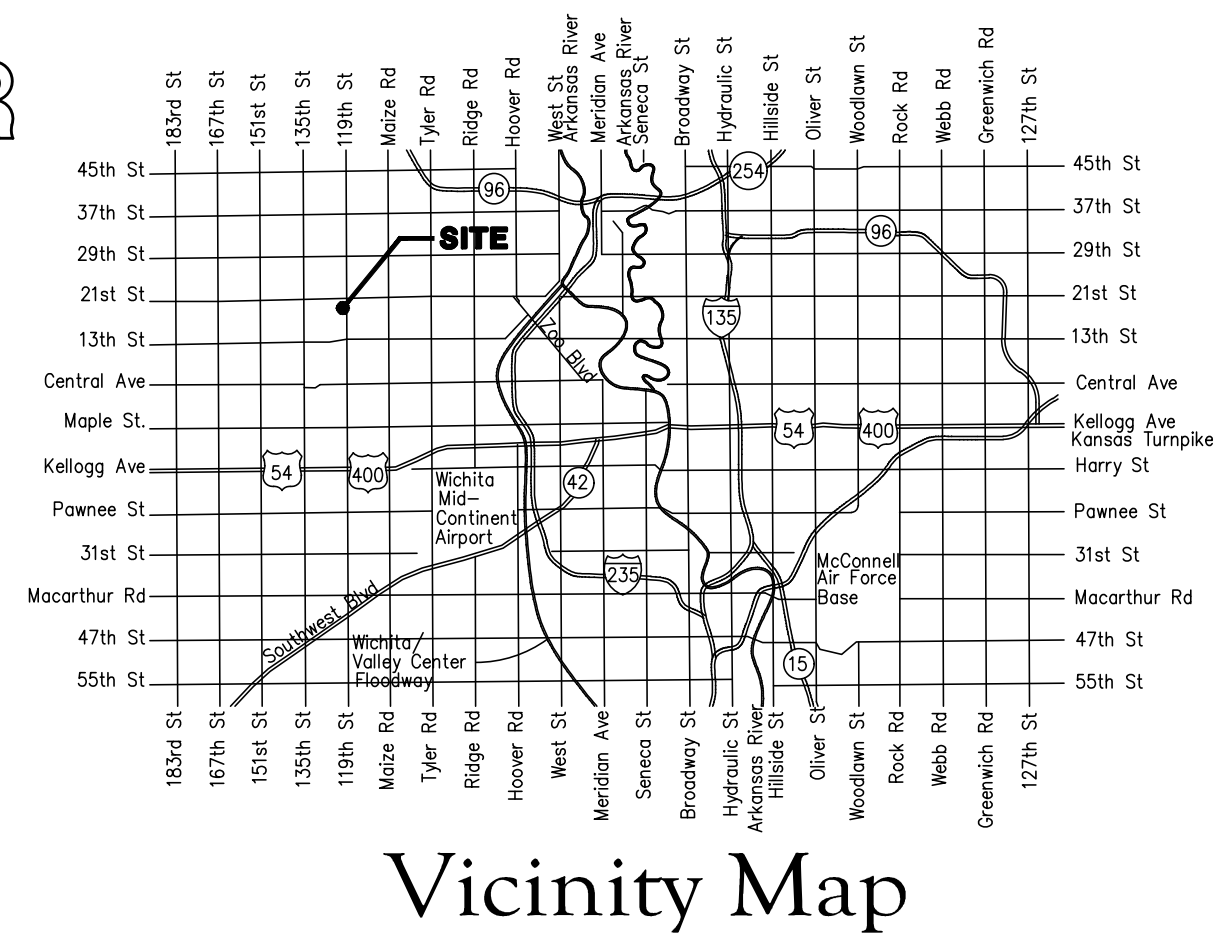 183rd St
167th St
151st St
135th St
119th St
Maize Rd
Tyler Rd
Ridge Rd
Hoover Rd
West St
Arkansas River
Meridian Ave
Arkansas River
Seneca St
Broadway St
Hydraulic St
Hillside St
Oliver St
Woodlawn St
Rock Rd
Webb Rd
Greenwich Rd
127th St
45th St
37th St
29th St
21st St
13th St
Central Ave
Maple St.
Kellogg Ave
Pawnee St
31st St
Macarthur Rd
47th St
55th St
96
254
SITE
96
135
Zoo Blvd
54
400
54
400
42
Wichita
Mid-
Continent
Airport
235
McConnell
Air Force
Base
Southwest Blvd
Wichita/
Valley Center
Floodway
15
45th St
37th St
29th St
21st St
13th St
Central Ave
Kellogg Ave
Kansas Turnpike
Harry St
Pawnee St
31st St
Macarthur Rd
47th St
55th St
183rd St
167th St
151st St
135th St
119th St
Maize Rd
Tyler Rd
Ridge Rd
Hoover Rd
West St
Meridian Ave
Seneca St
Broadway St
Hydraulic St
Arkansas River
Hillside St
Oliver St
Woodlawn St
Rock Rd
Webb Rd
Greenwich Rd
127th St
Vicinity Map